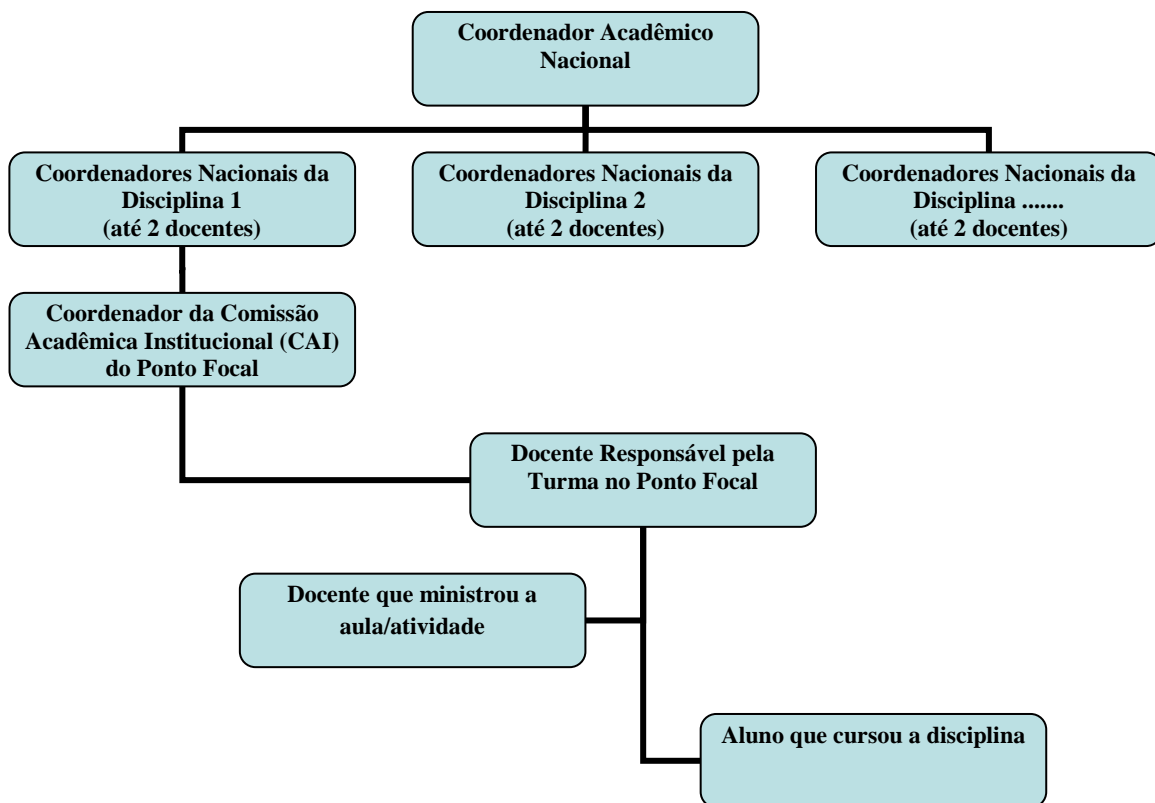 Coordenador Acadêmico
Nacional
Coordenadores Nacionais da
Disciplina 1
(até 2 docentes)
Coordenadores Nacionais da
Disciplina 2
(até 2 docentes)
Coordenadores Nacionais da
Disciplina .......
(até 2 docentes)
Coordenador da Comissão
Acadêmica Institucional (CAI)
do Ponto Focal
Docente Responsável pela
Turma no Ponto Focal
Docente que ministrou a
aula/atividade
Aluno que cursou a disciplina